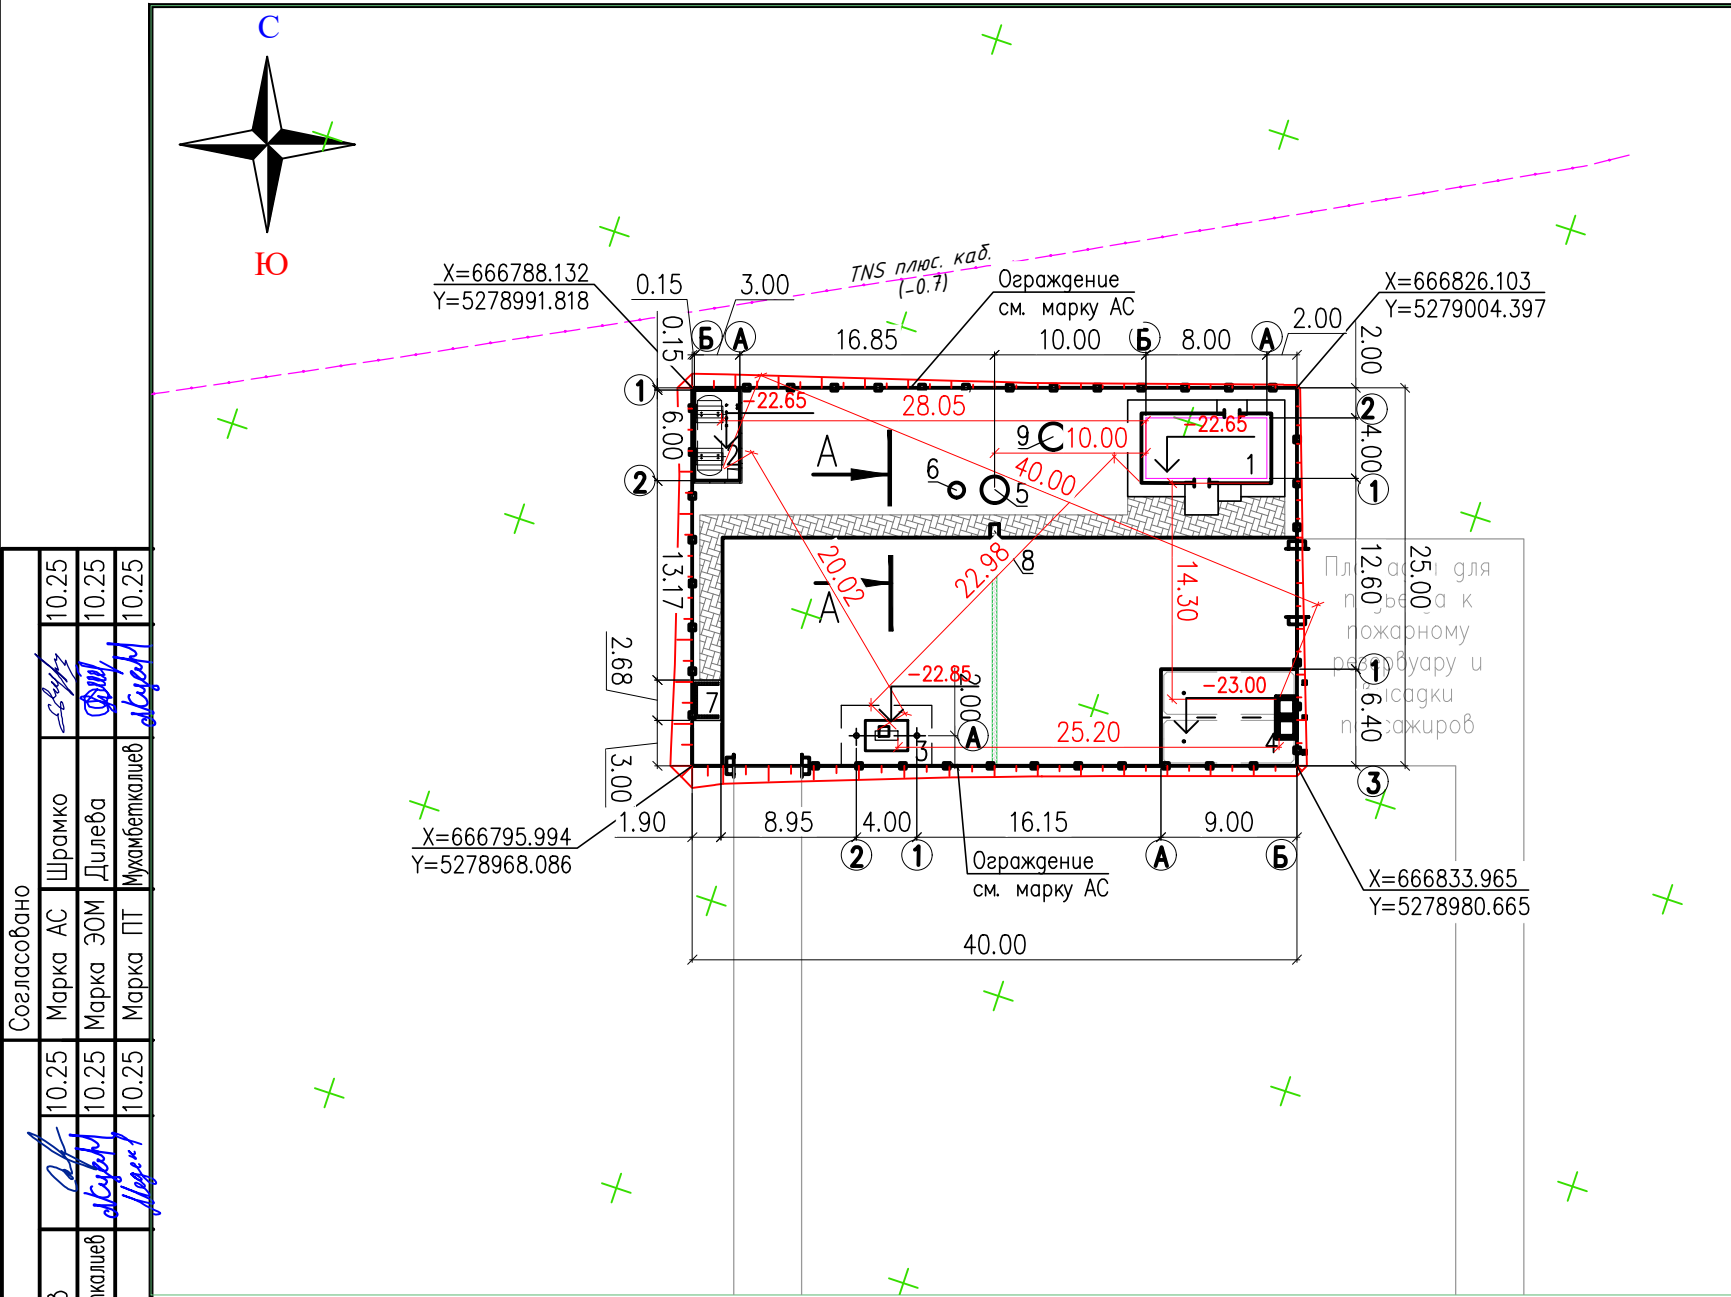 С
Ю
X=666788.132
Y=5278991.818
0.15
3.00
TNS плюс. каб.
(-0.7)
Ограждение
см. марку АС
X=666826.103
Y=5279004.397
2.00
2.00
0.15
Б
А
16.85
10.00
Б
8.00
А
1
6.00
2
-22.65
28.05
10.00
-22.65
2
4.00
1
А
9
6
5
40.00
1
2
13.17
20.02
22.98
8
14.30
12.60
25.00
А
для
к
пожарному
и
2.68
7
-22.85
2.00
-23.00
1
6.40
А
25.20
3
4
3
3.00
1.90
8.95
4.00
16.15
9.00
2
1
А
Б
X=666795.994
Y=5278968.086
Ограждение
см. марку АС
X=666833.965
Y=5278980.665
40.00
Согласовано
Марка АС
Шрамко
10.25
Марка ЭОМ
Дилева
10.25
Марка ПТ
Мухамбеткалиев
10.25
10.25
10.25
10.25